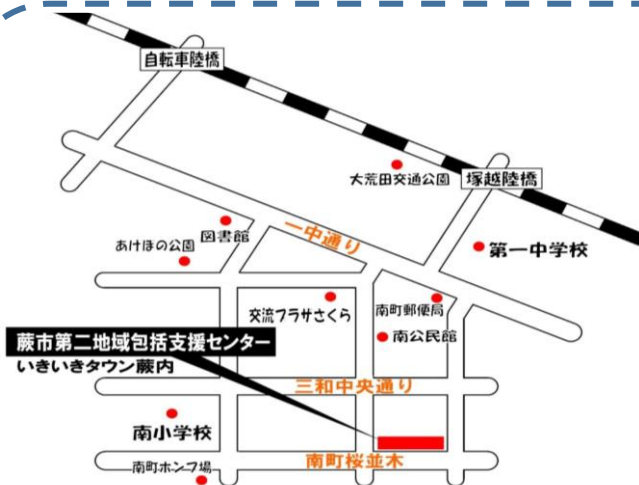 自転車陸橋
大荒田交通公園
塚越陸橋
図書館
一中通り
第一中学校
あけぼの公園
交流プラザさくら
南町郵便局
南公民館
蕨市第二地域包括支援センター
いきいきタウン蕨内
三和中央通り
南小学校
南町桜並木
南町ポンプ場